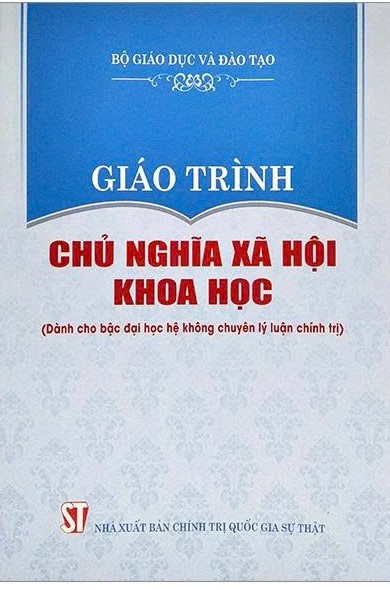 BỘ GIÁO DỤC VÀ ĐÀO TẠO
GIÁO TRÌNH
CHỦ NGHĨA XÃ HỘI
KHOA HỌC
(Dành cho bậc đại học hệ không chuyên lý luận chính trị)
ST NHÀ XUẤT BẢN CHÍNH TRỊ QUỐC GIA SỰ THẬT